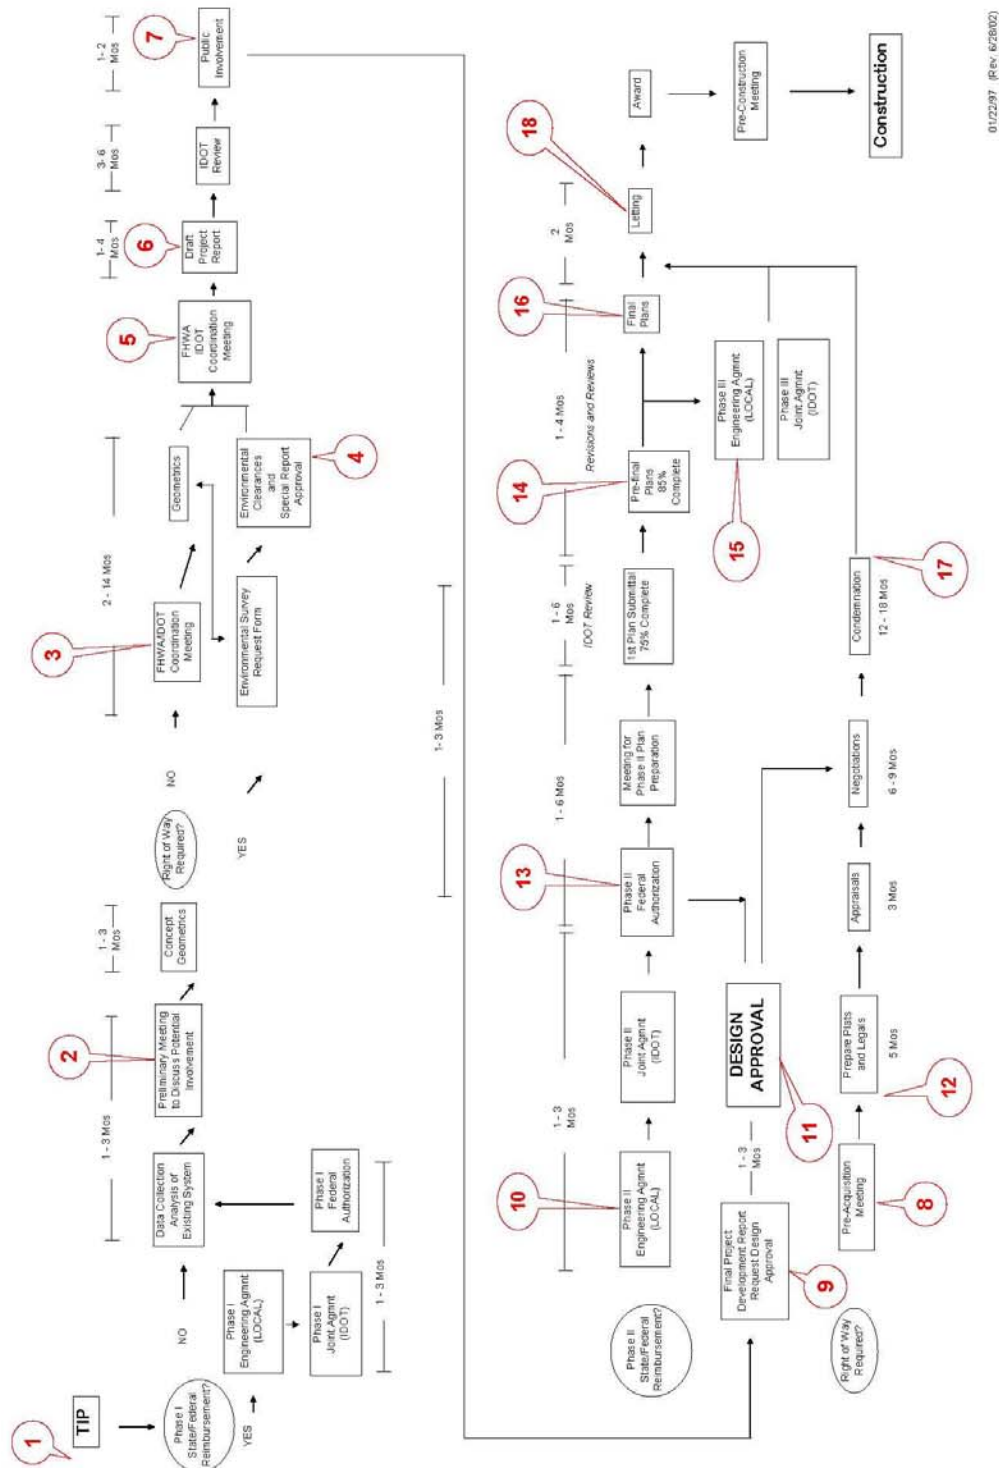 1
TIP
Phase I
State/Federal
Reimbursement?
NO
YES
Phase I
Engineering Agmnt
(LOCAL)
Phase I
Joint Agmnt
(IDOT)
Phase I
Federal
Authorization
1 - 3 Mos
Data Collection
Analysis of
Existing System
1 - 3 Mos
2
Preliminary Meeting
to Discuss Potential
Involvement
1 - 3
Mos
Concept
Geometrics
Right of Way
Required?
NO
YES
3
FHWA/IDOT
Coordination
Meeting
2 - 14 Mos
Geometrics
Environmental Survey
Request Form
Environmental
Clearances
and
Special Report
Approval
4
1 - 3 Mos
5
FHWA
IDOT
Coordination
Meeting
1 - 4
Mos
6
Draft
Project
Report
3 - 6
Mos
IDOT
Review
1 - 2
Mos
7
Public
Involvement
Phase II
State/Federal
Reimbursement?
10
Phase II
Engineering Agmnt
(LOCAL)
1 - 3
Mos
Phase II
Joint Agmnt
(IDOT)
13
Phase II
Federal
Authorization
1 - 6
Mos
Meeting for
Phase II Plan
Preparation
1 - 6
Mos
IDOT Review
1st Plan Submittal
75% Complete
14
Pre-final
Plans
85%
Complete
1 - 4 Mos
Revisions and Reviews
16
Final
Plans
2
Mos
18
Letting
Award
Pre-Construction
Meeting
Construction
15
Phase III
Engineering Agmnt
(LOCAL)
Phase III
Joint Agmnt
(IDOT)
Final Project
Development Report
Request Design
Approval
9
1 - 3
Mos
DESIGN
APPROVAL
11
Right of Way
Required?
Pre-Acquisition
Meeting
8
Prepare Plats
and Legals
12
5 Mos
Appraisals
3 Mos
Negotiations
6 - 9 Mos
Condemnation
17
12 - 18 Mos
01/22/97 (Rev. 6/28/02)